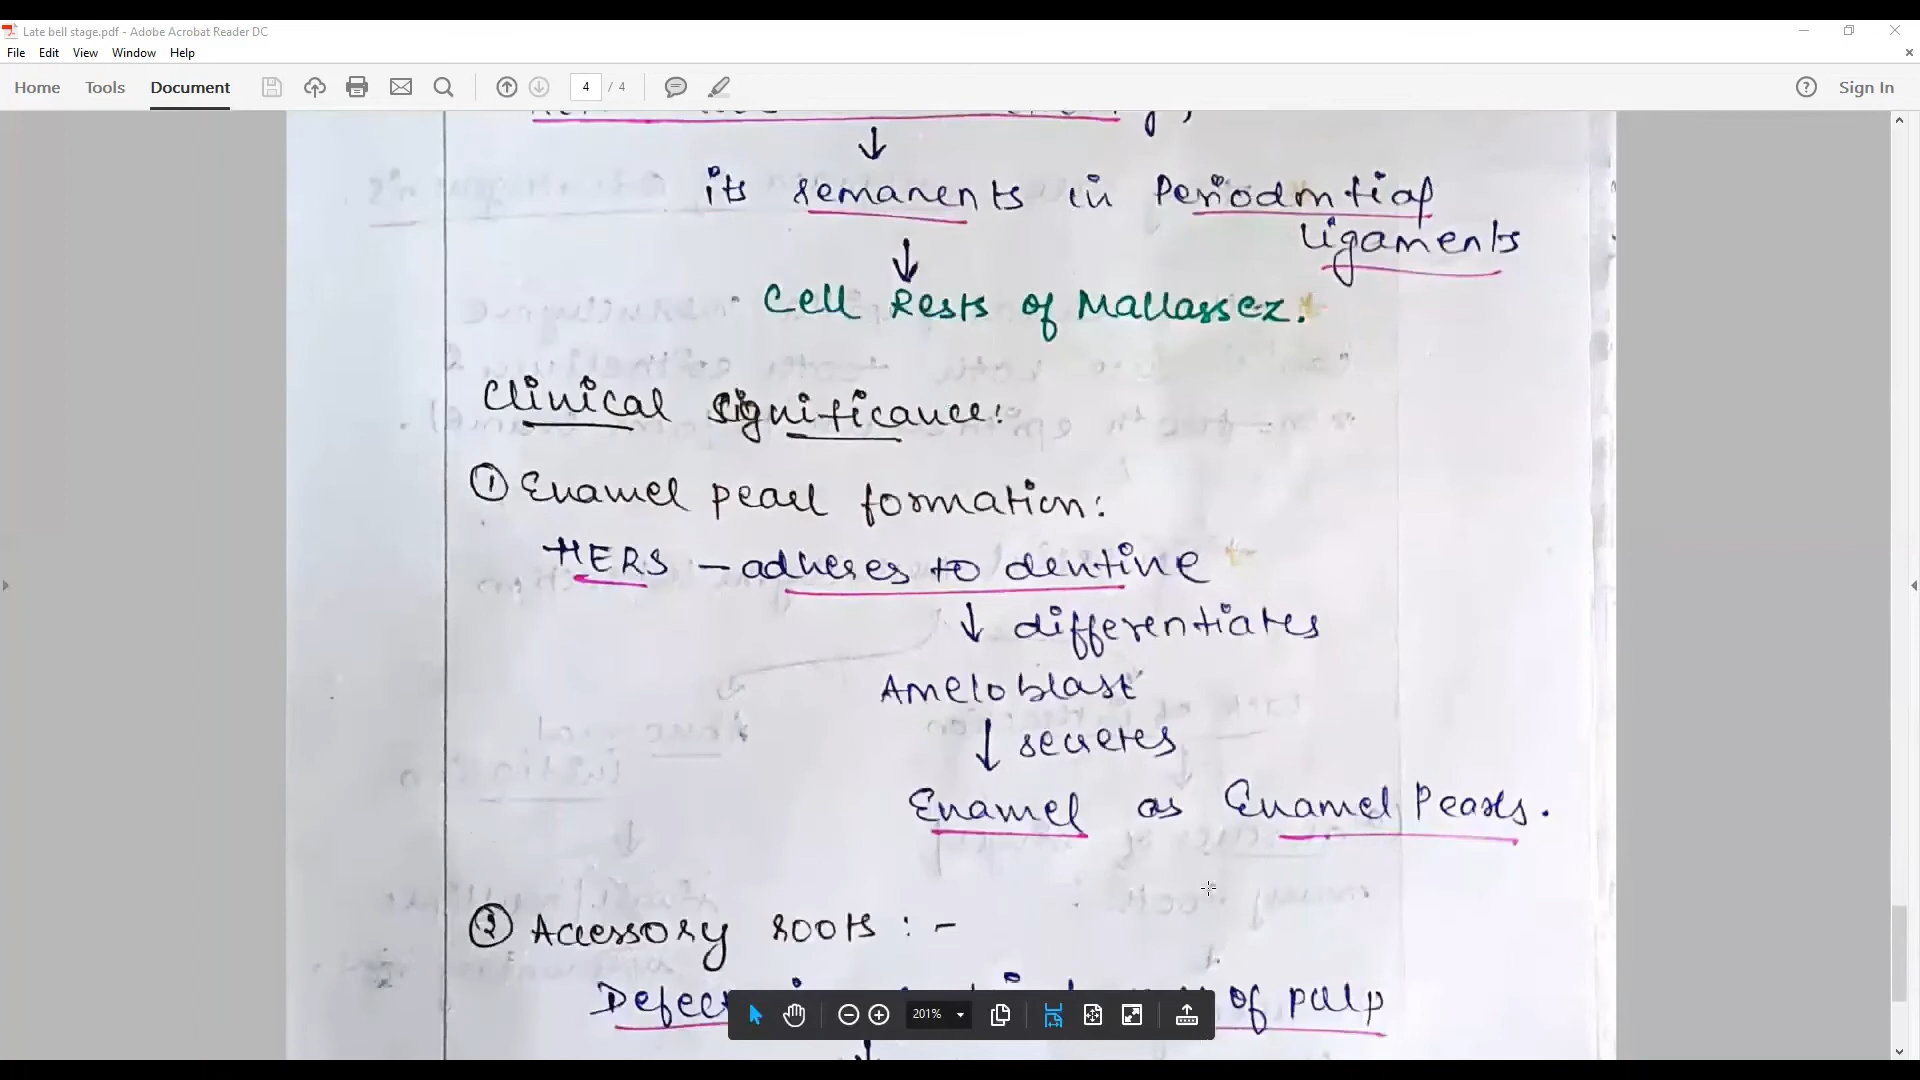 Late bell stage.pdf - Adobe Acrobat Reader DC
File Edit View Window Help
Home Tools Document 4 / 4 Sign In
its remanents in Periodontial
ligaments
Cell Rests of Mallassez.
Clinical significance:
① Enamel pearl formation:
HERS - adheres to dentine
↓ differentiates
Ameloblast
↓ secretes
Enamel as Enamel Pearls.
② Accessory roots : -
of pulp
201%